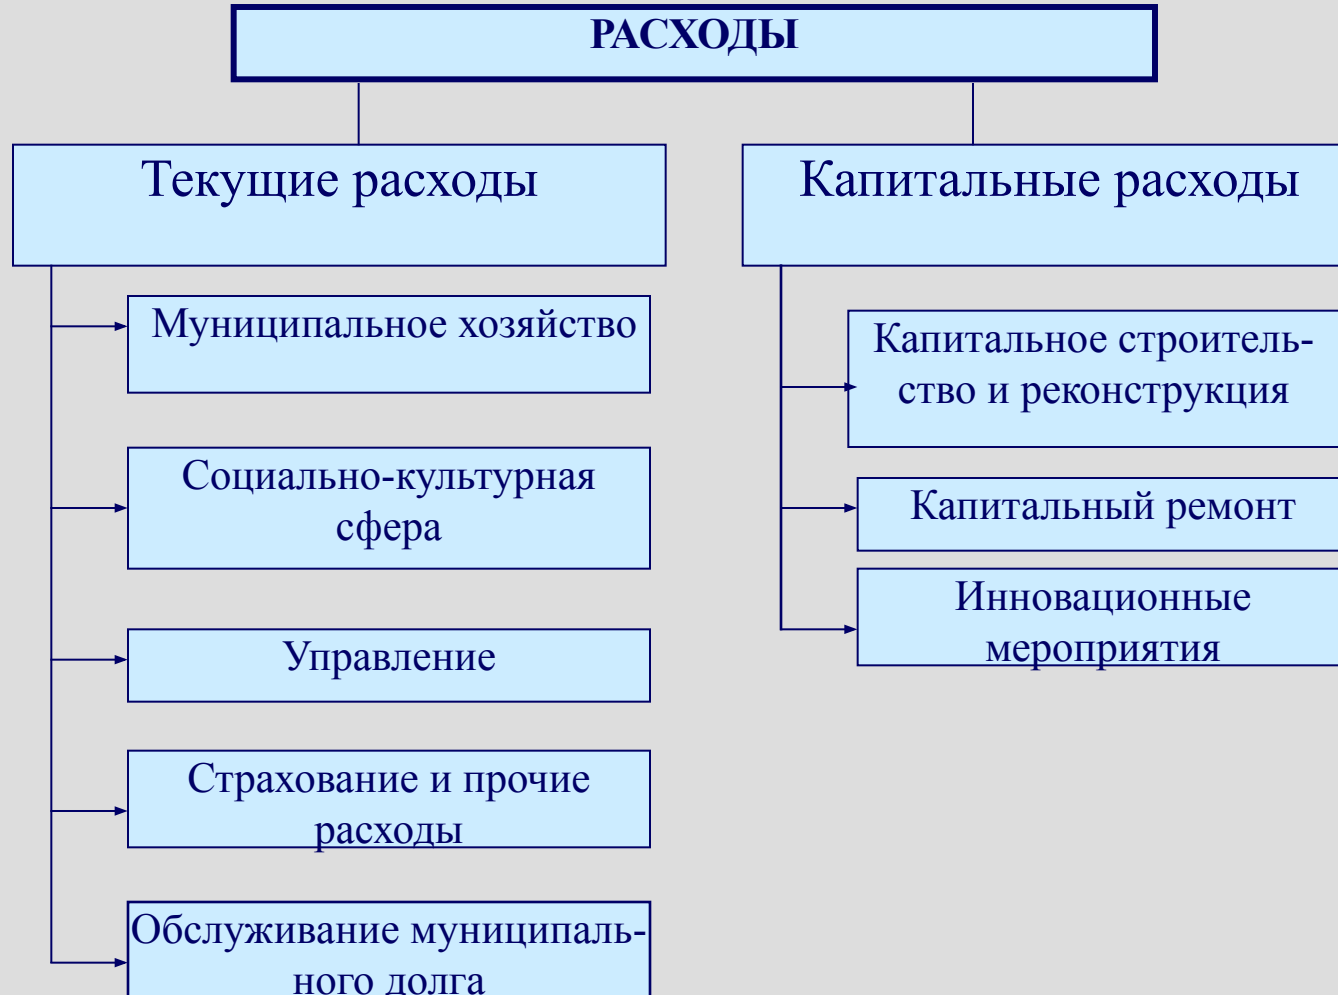 РАСХОДЫ
Текущие расходы
Муниципальное хозяйство
Социально-культурная
сфера
Управление
Страхование и прочие
расходы
Обслуживание муниципаль-
ного долга
Капитальные расходы
Капитальное строитель-
ство и реконструкция
Капитальный ремонт
Инновационные
мероприятия